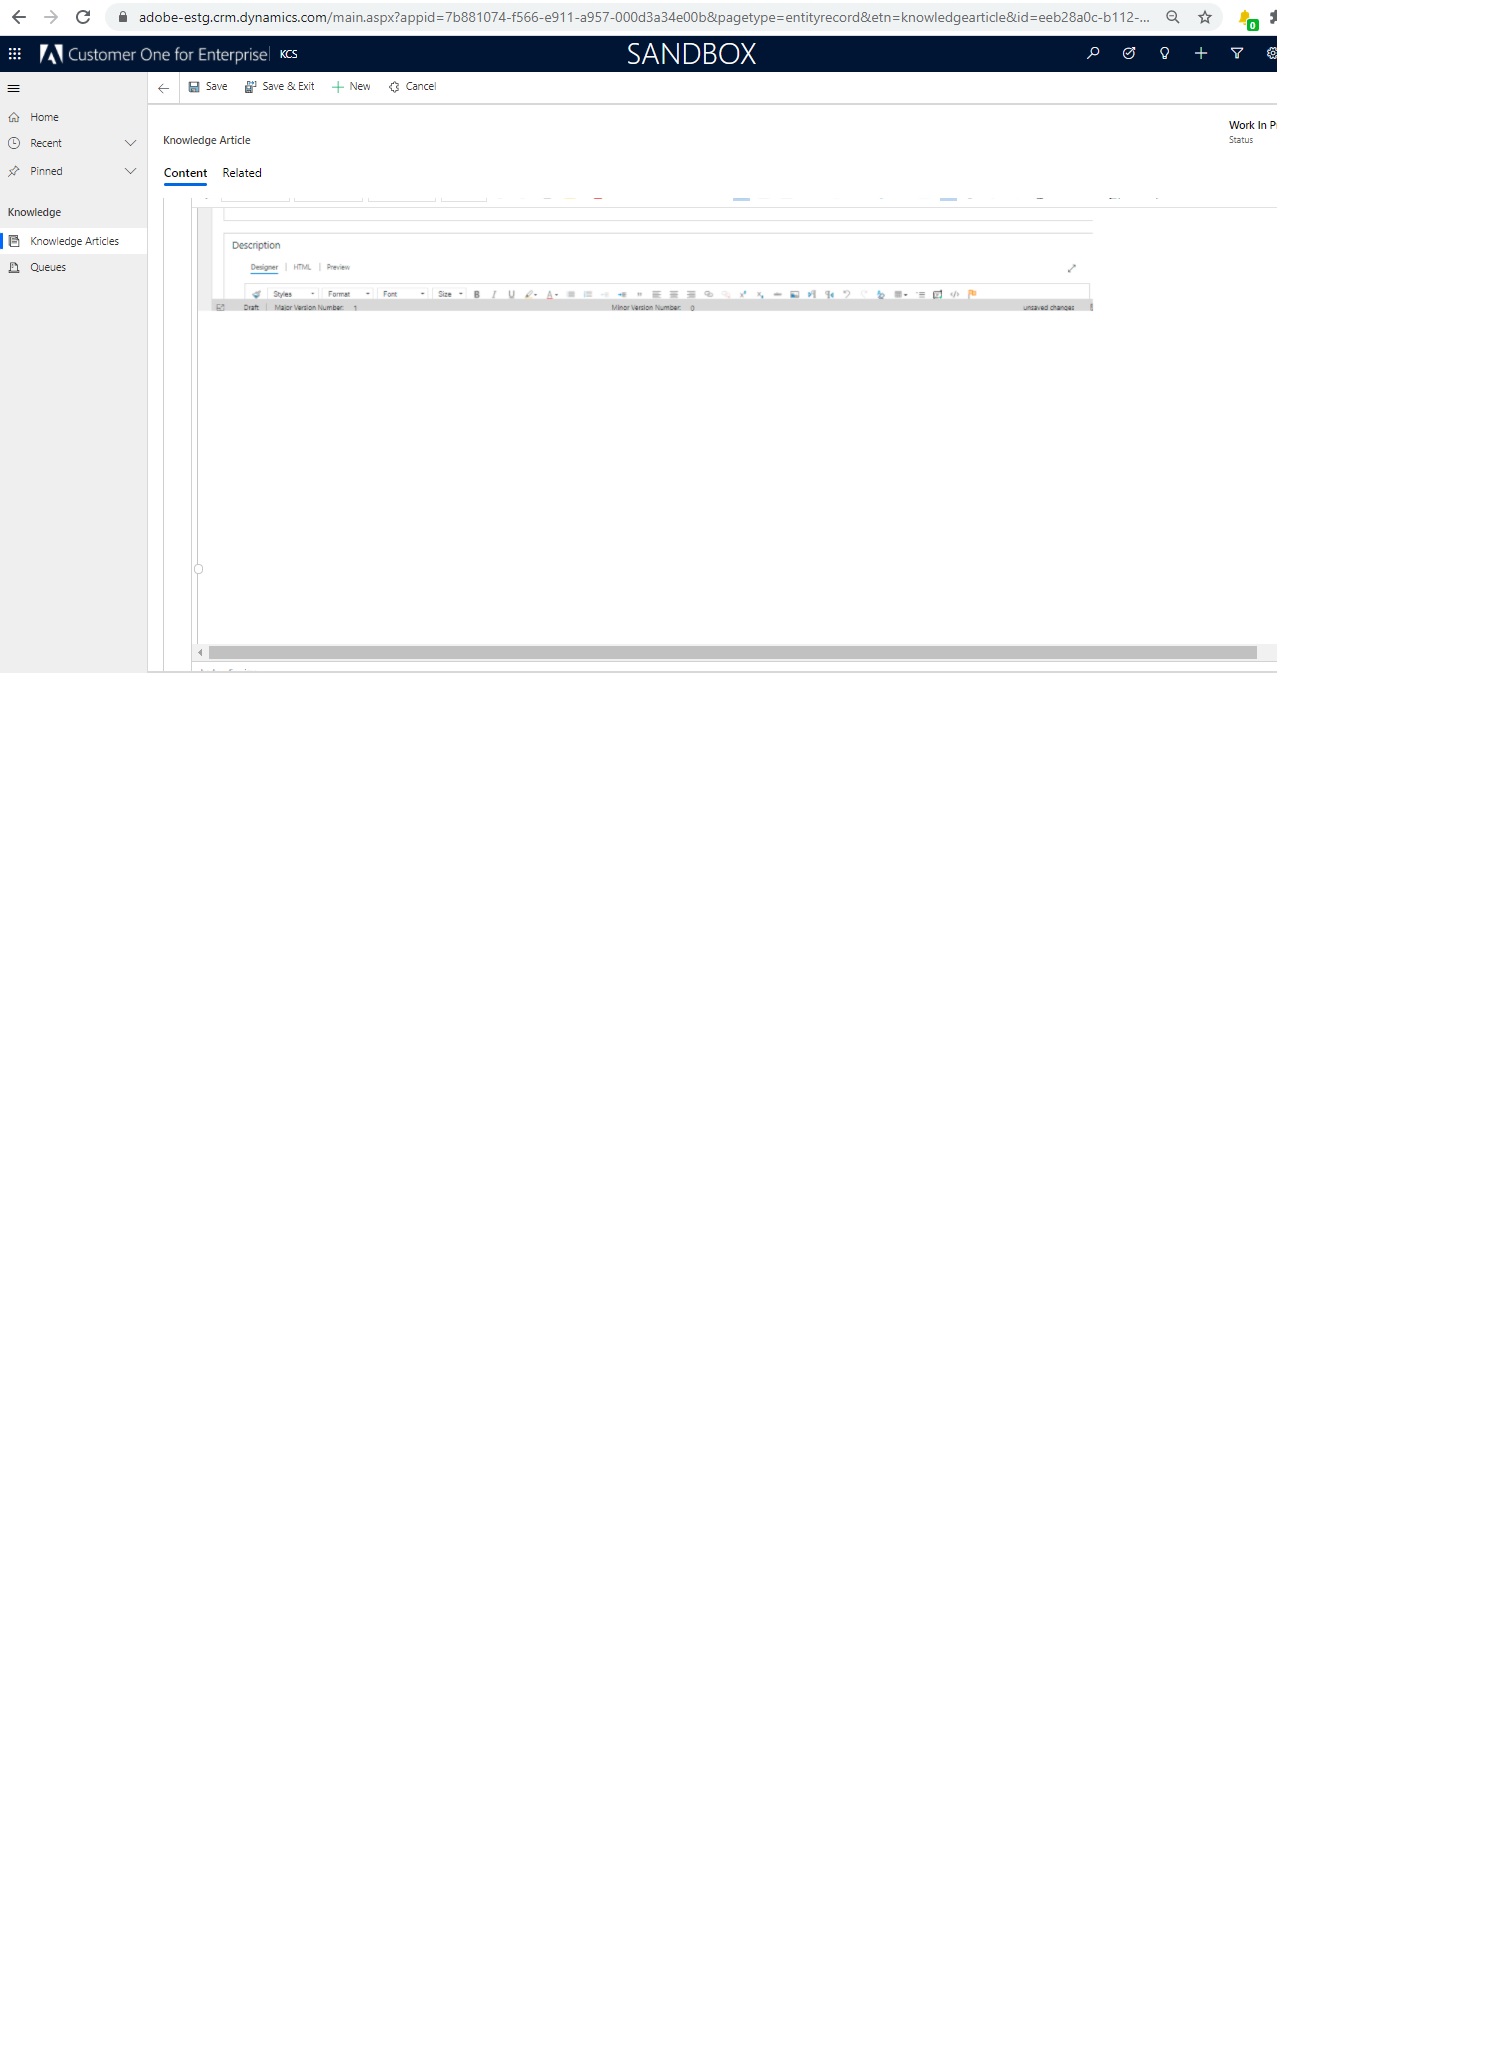 adobe-estg.crm.dynamics.com/main.aspx?appid=7b881074-f566-e911-a957-000d3a34e00b&pagetype=entityrecord&etn=knowledgearticle&id=eeb28a0c-b112-...
0
Customer One for Enterprise KCS SANDBOX
Save Save & Exit New Cancel
Home
Recent
Pinned
Knowledge
Knowledge Articles
Queues
Knowledge Article
Work In P
Status
Content Related
Description
Designer | HTML | Preview
Styles Format Font Size B I U A
Draft Major Version Number: 1 Minor Version Number: 0 unsaved changes